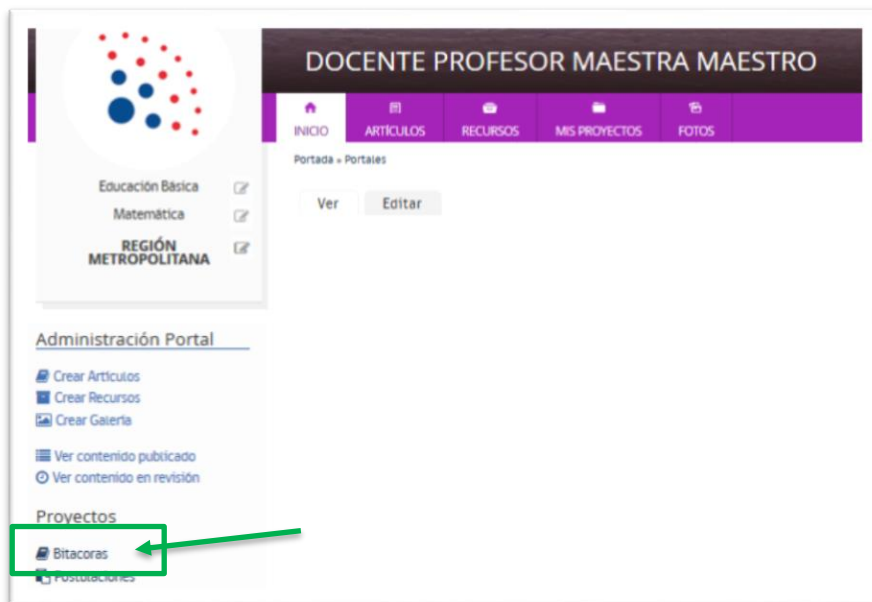 DOCENTE PROFESOR MAESTRA MAESTRO
INICIO ARTÍCULOS RECURSOS MIS PROYECTOS FOTOS
Portada » Portales
Ver Editar
Educación Básica
Matemática
REGIÓN
METROPOLITANA
Administración Portal
Crear Artículos
Crear Recursos
Crear Galería
Ver contenido publicado
Ver contenido en revisión
Proyectos
Bitacoras
Postulaciones